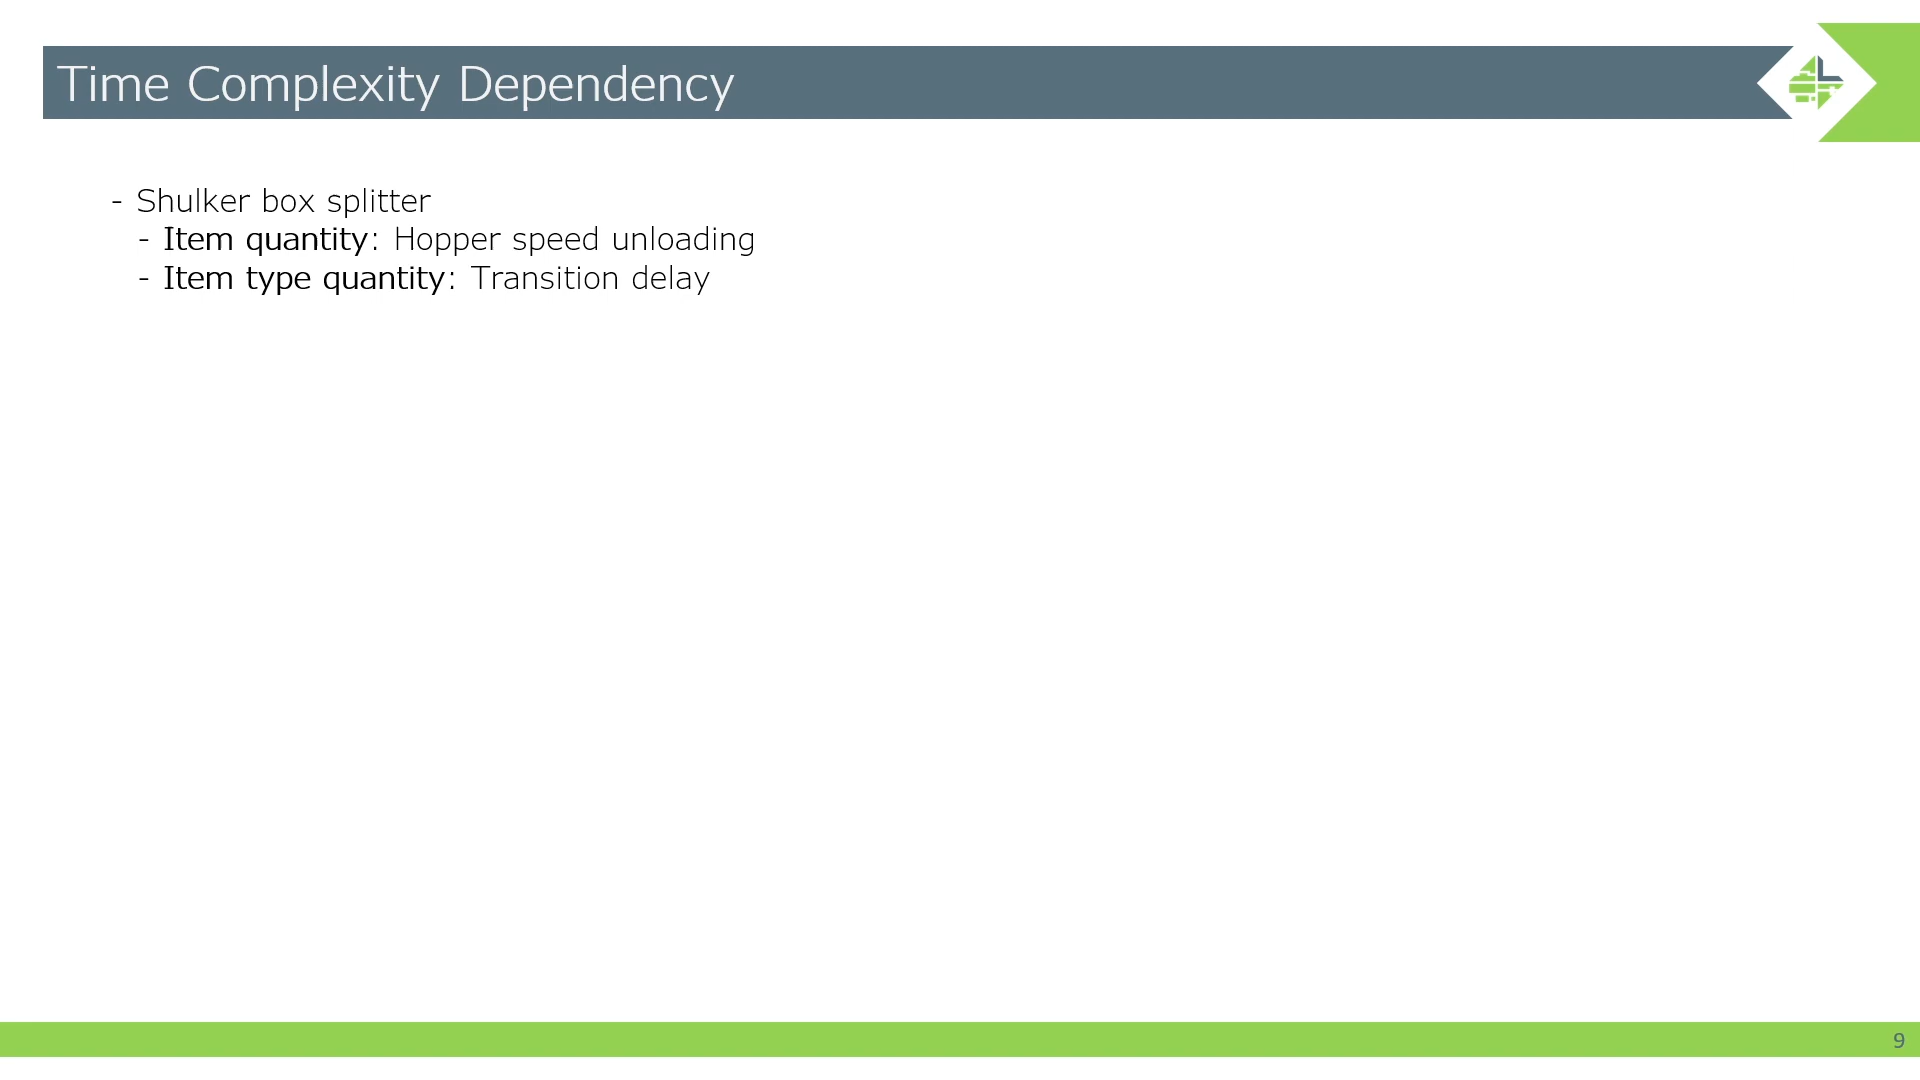 Time Complexity Dependency
- Shulker box splitter
- Item quantity: Hopper speed unloading
- Item type quantity: Transition delay
9